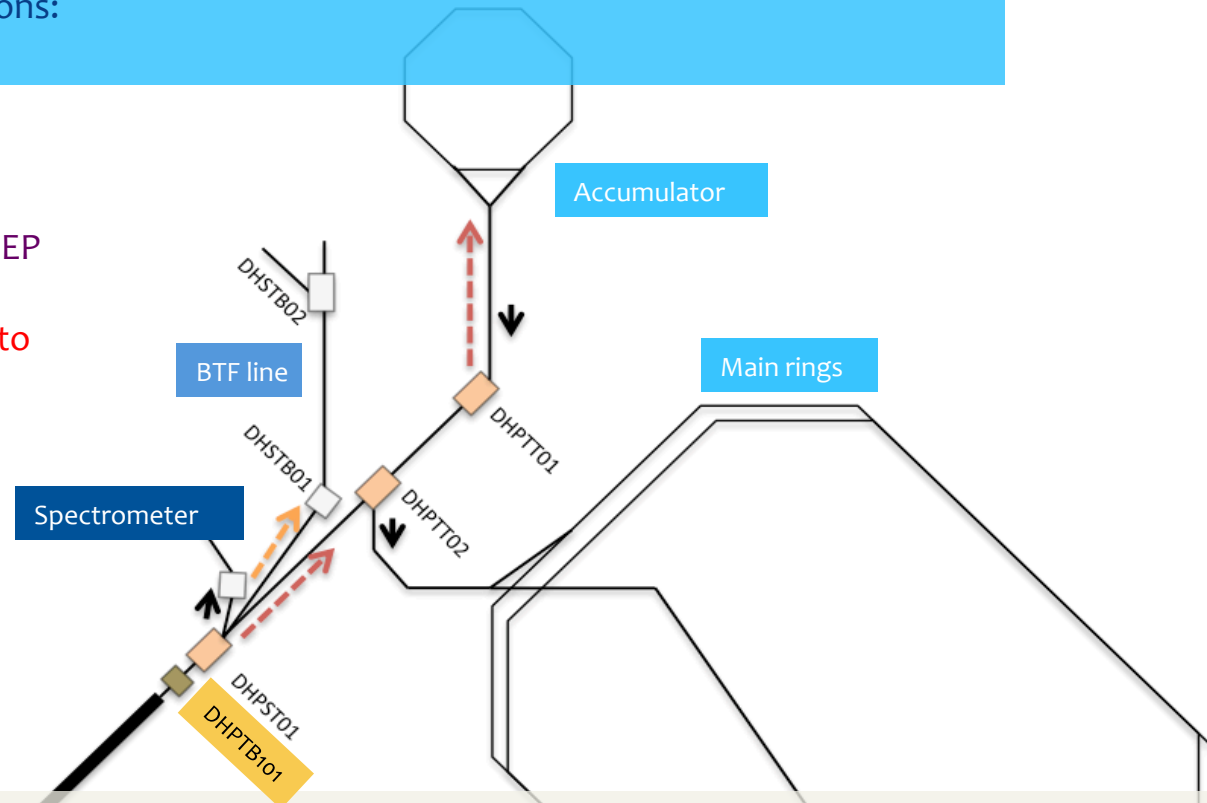 ons:
Accumulator
EP
DHSTB02
to
BTF line
Main rings
DHSTB01
DHPTT01
Spectrometer
DHPTT02
DHPST01
DHPTB101